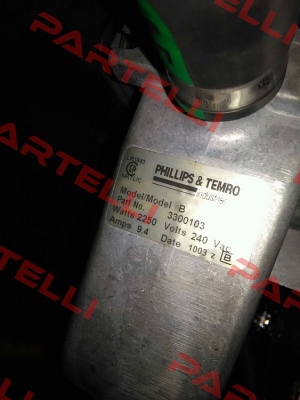 PARTELLI
PARTELLI
PARTELLI
PHILLIPS & TEMRO
Industries
Model/Model B
Part No. 3300103
Watts 2250 Volts 240 Vac
Amps 9.4 Date 1003 z B